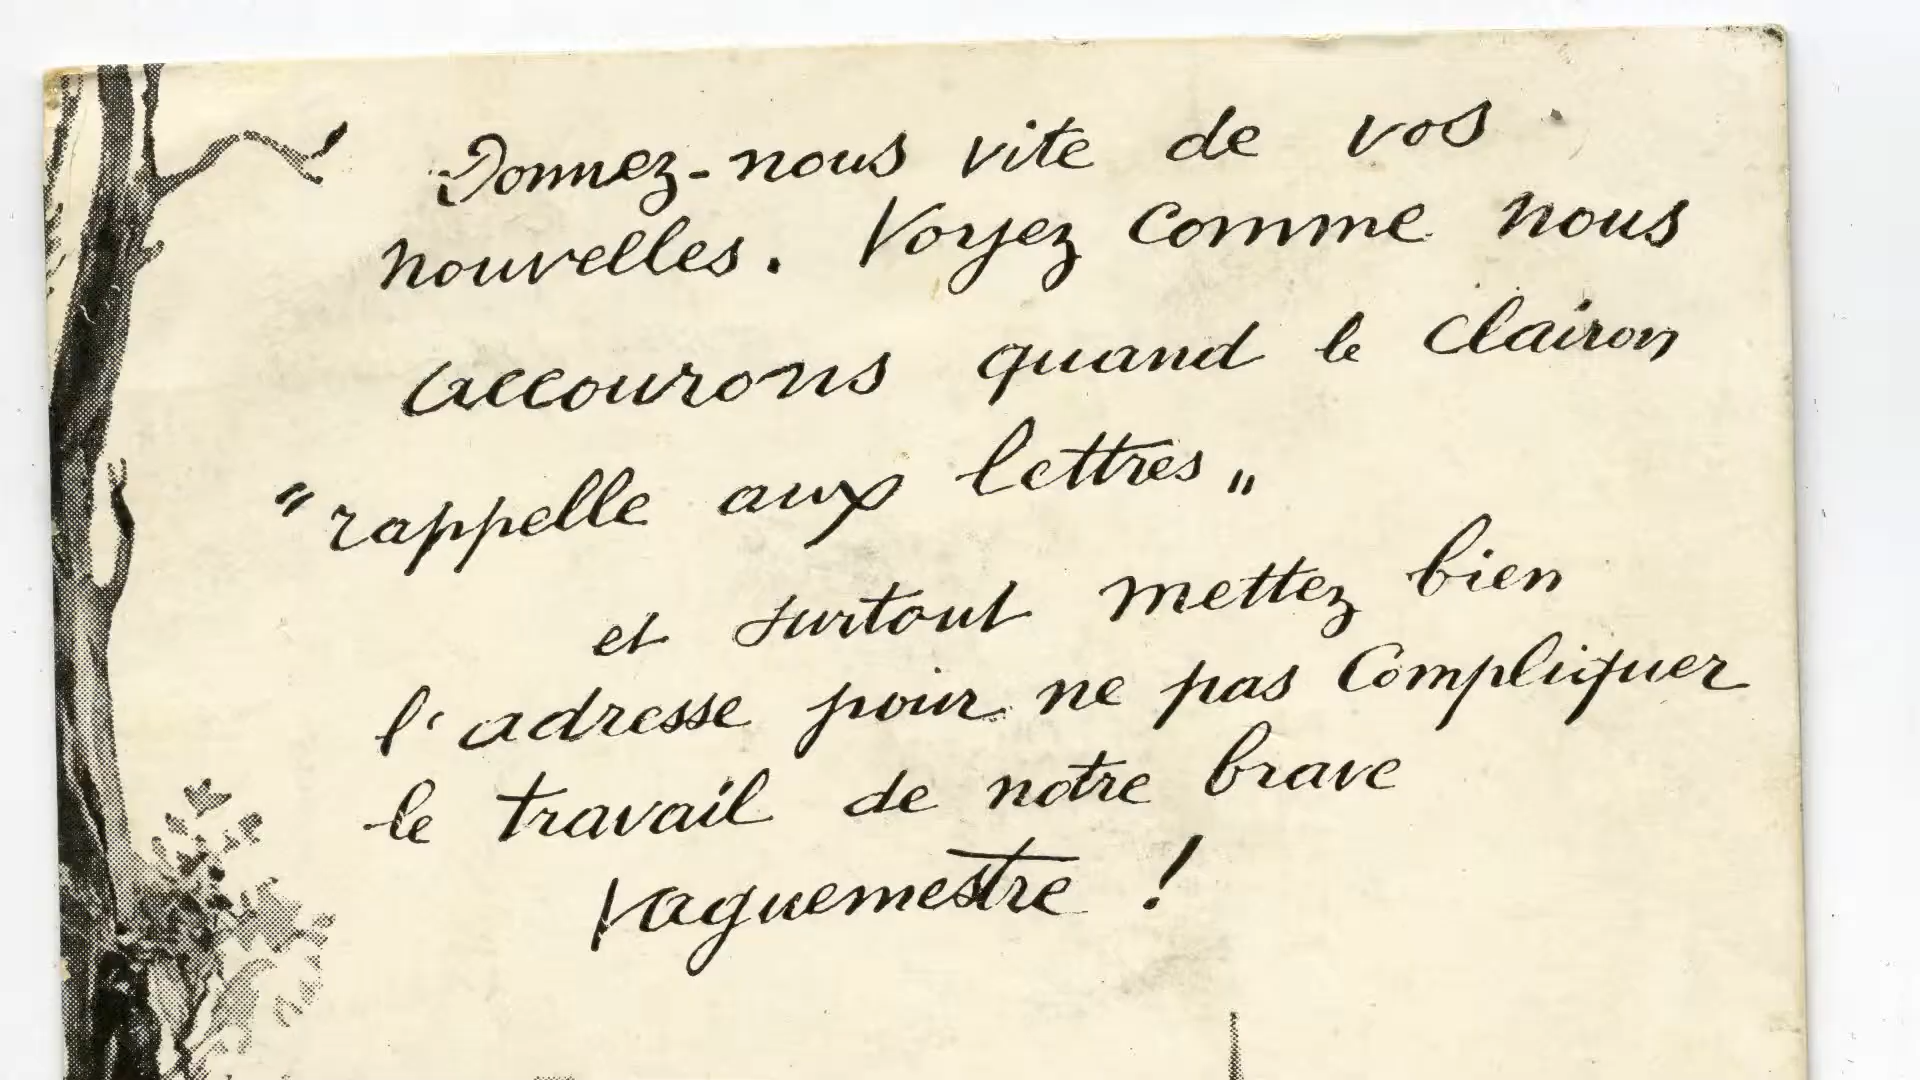 Donnez-nous vite de vos
nouvelles. Voyez comme nous
accourons quand le clairon
"rappelle aux lettres"
et surtout mettez bien
l'adresse pour ne pas compliquer
le travail de notre brave
vaguemestre !